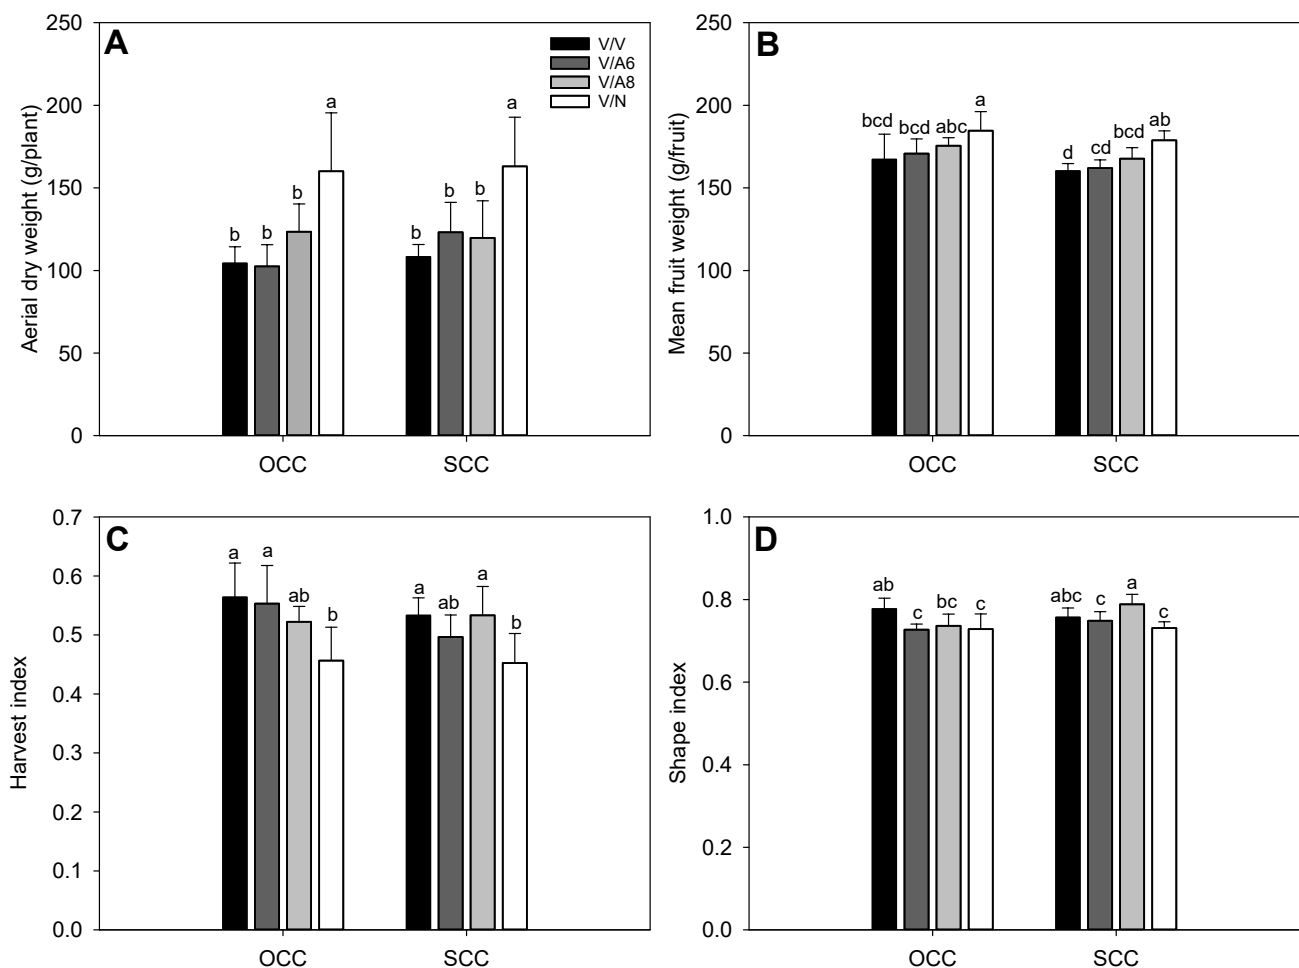 A
Aerial dry weight (g/plant)
250
200
150
100
50
0
V/V
V/A6
V/A8
V/N
b
b
b
a
b
b
b
a
OCC
SCC
B
Mean fruit weight (g/fruit)
250
200
150
100
50
0
bcd
bcd
abc
a
d
cd
bcd
ab
OCC
SCC
C
Harvest index
0.7
0.6
0.5
0.4
0.3
0.2
0.1
0.0
a
a
ab
b
a
ab
a
b
OCC
SCC
D
Shape index
1.0
0.8
0.6
0.4
0.2
0.0
ab
c
bc
c
abc
c
a
c
OCC
SCC